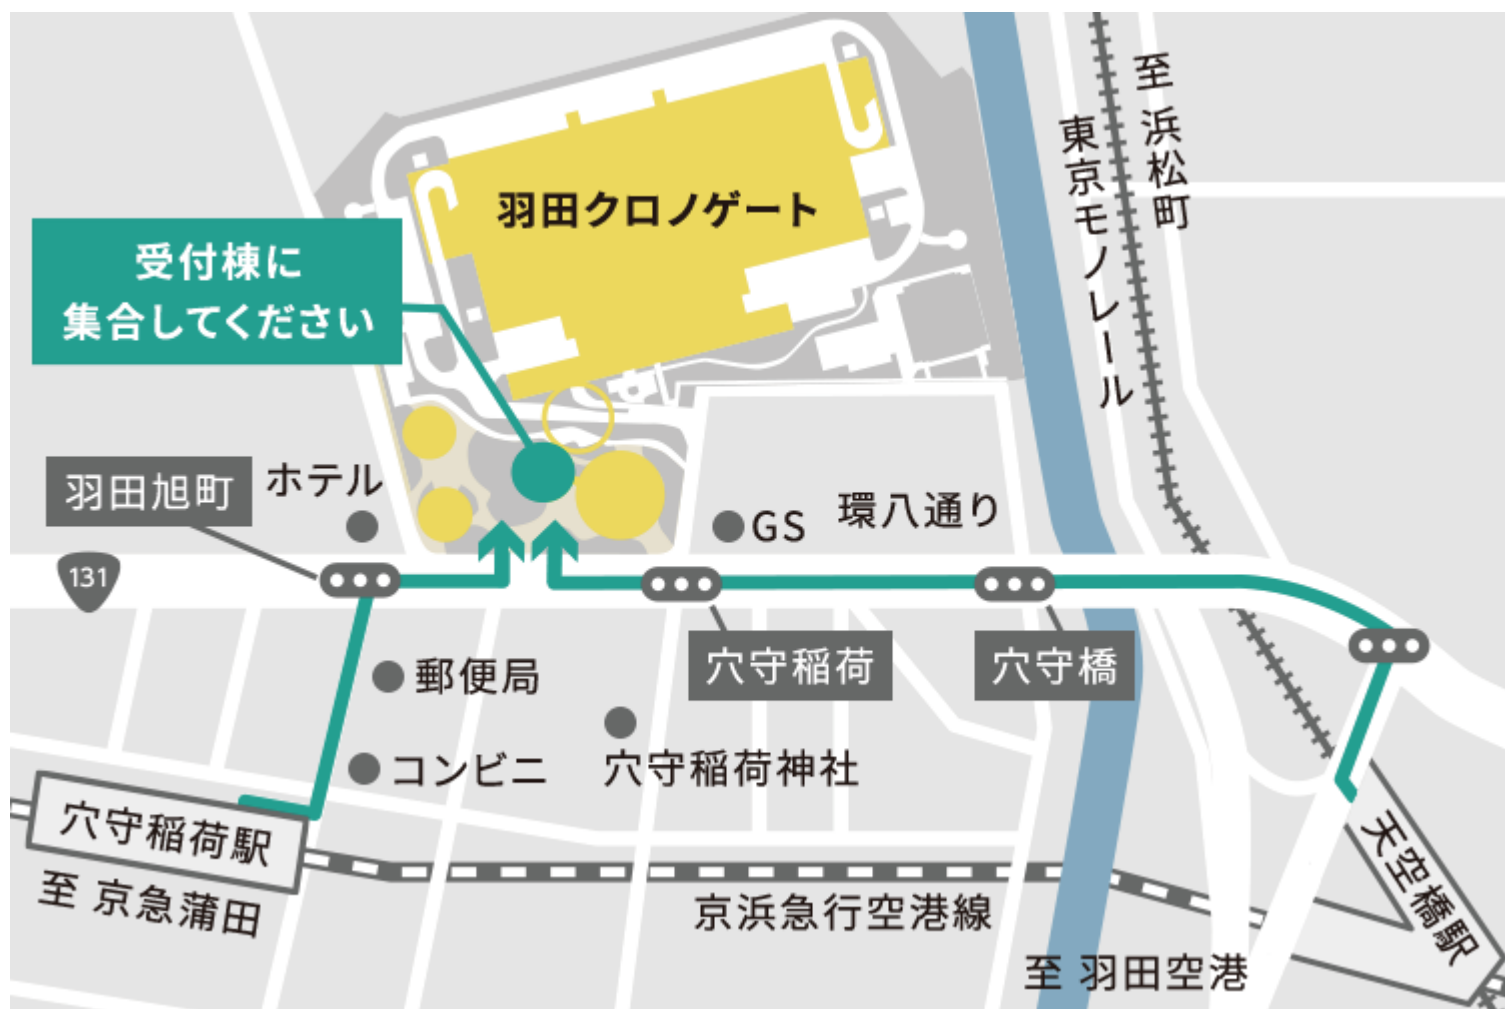 至 浜松町
東京モノレール
羽田クロノゲート
受付棟に
集合してください
羽田旭町
ホテル
GS
環八通り
131
穴守稲荷
穴守橋
郵便局
コンビニ
穴守稲荷神社
穴守稲荷駅
至 京急蒲田
京浜急行空港線
天空橋駅
至 羽田空港